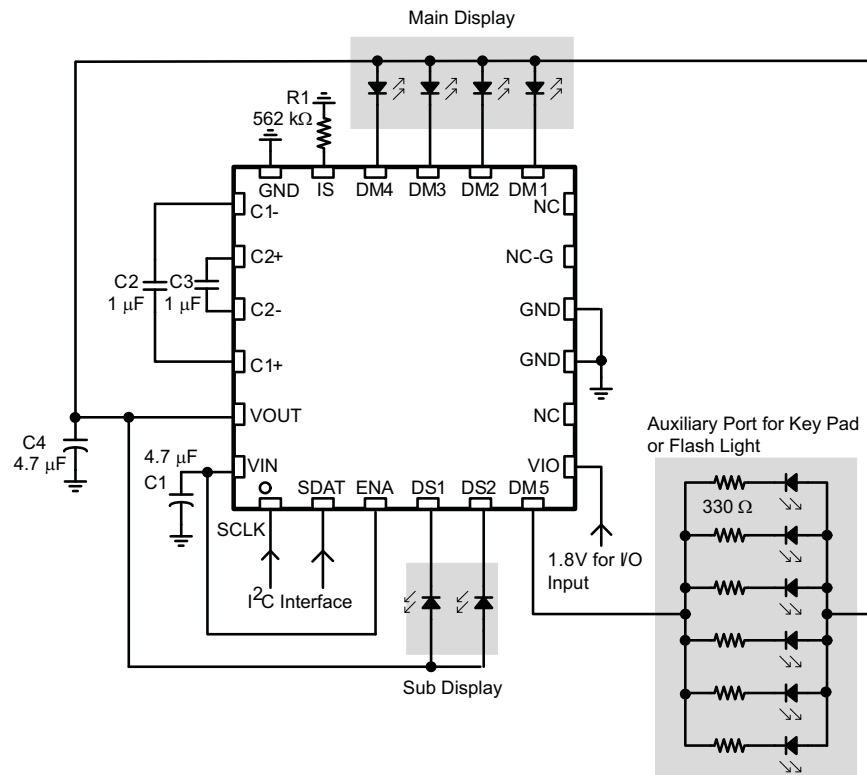 Main Display
R1
562 kΩ
GND
IS
DM4
DM3
DM2
DM1
C1-
NC
C2+
NC-G
C2
1 μF
C3
1 μF
C2-
GND
C1+
GND
VOUT
NC
C4
4.7 μF
4.7 μF
C1
VIN
VIO
SDAT
ENA
DS1
DS2
DM5
SCLK
I2C Interface
1.8V for I/O
Input
Sub Display
Auxiliary Port for Key Pad
or Flash Light
330 Ω